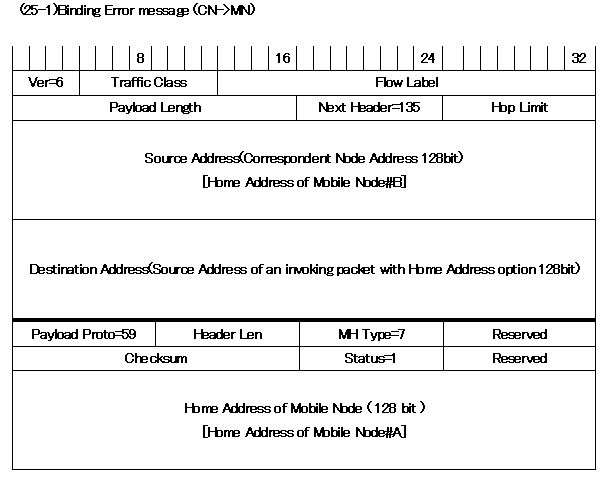 (25-1)Binding Error message (CN->MN)
8 16 24 32
Ver=6 Traffic Class Flow Label
Payload Length Next Header=135 Hop Limit
Source Address(Correspondent Node Address 128bit)
[Home Address of Mobile Node#B]
Destination Address(Source Address of an invoking packet with Home Address option 128bit)
Payload Proto=59 Header Len MH Type=7 Reserved
Checksum Status=1 Reserved
Home Address of Mobile Node ( 128 bit )
[Home Address of Mobile Node#A]